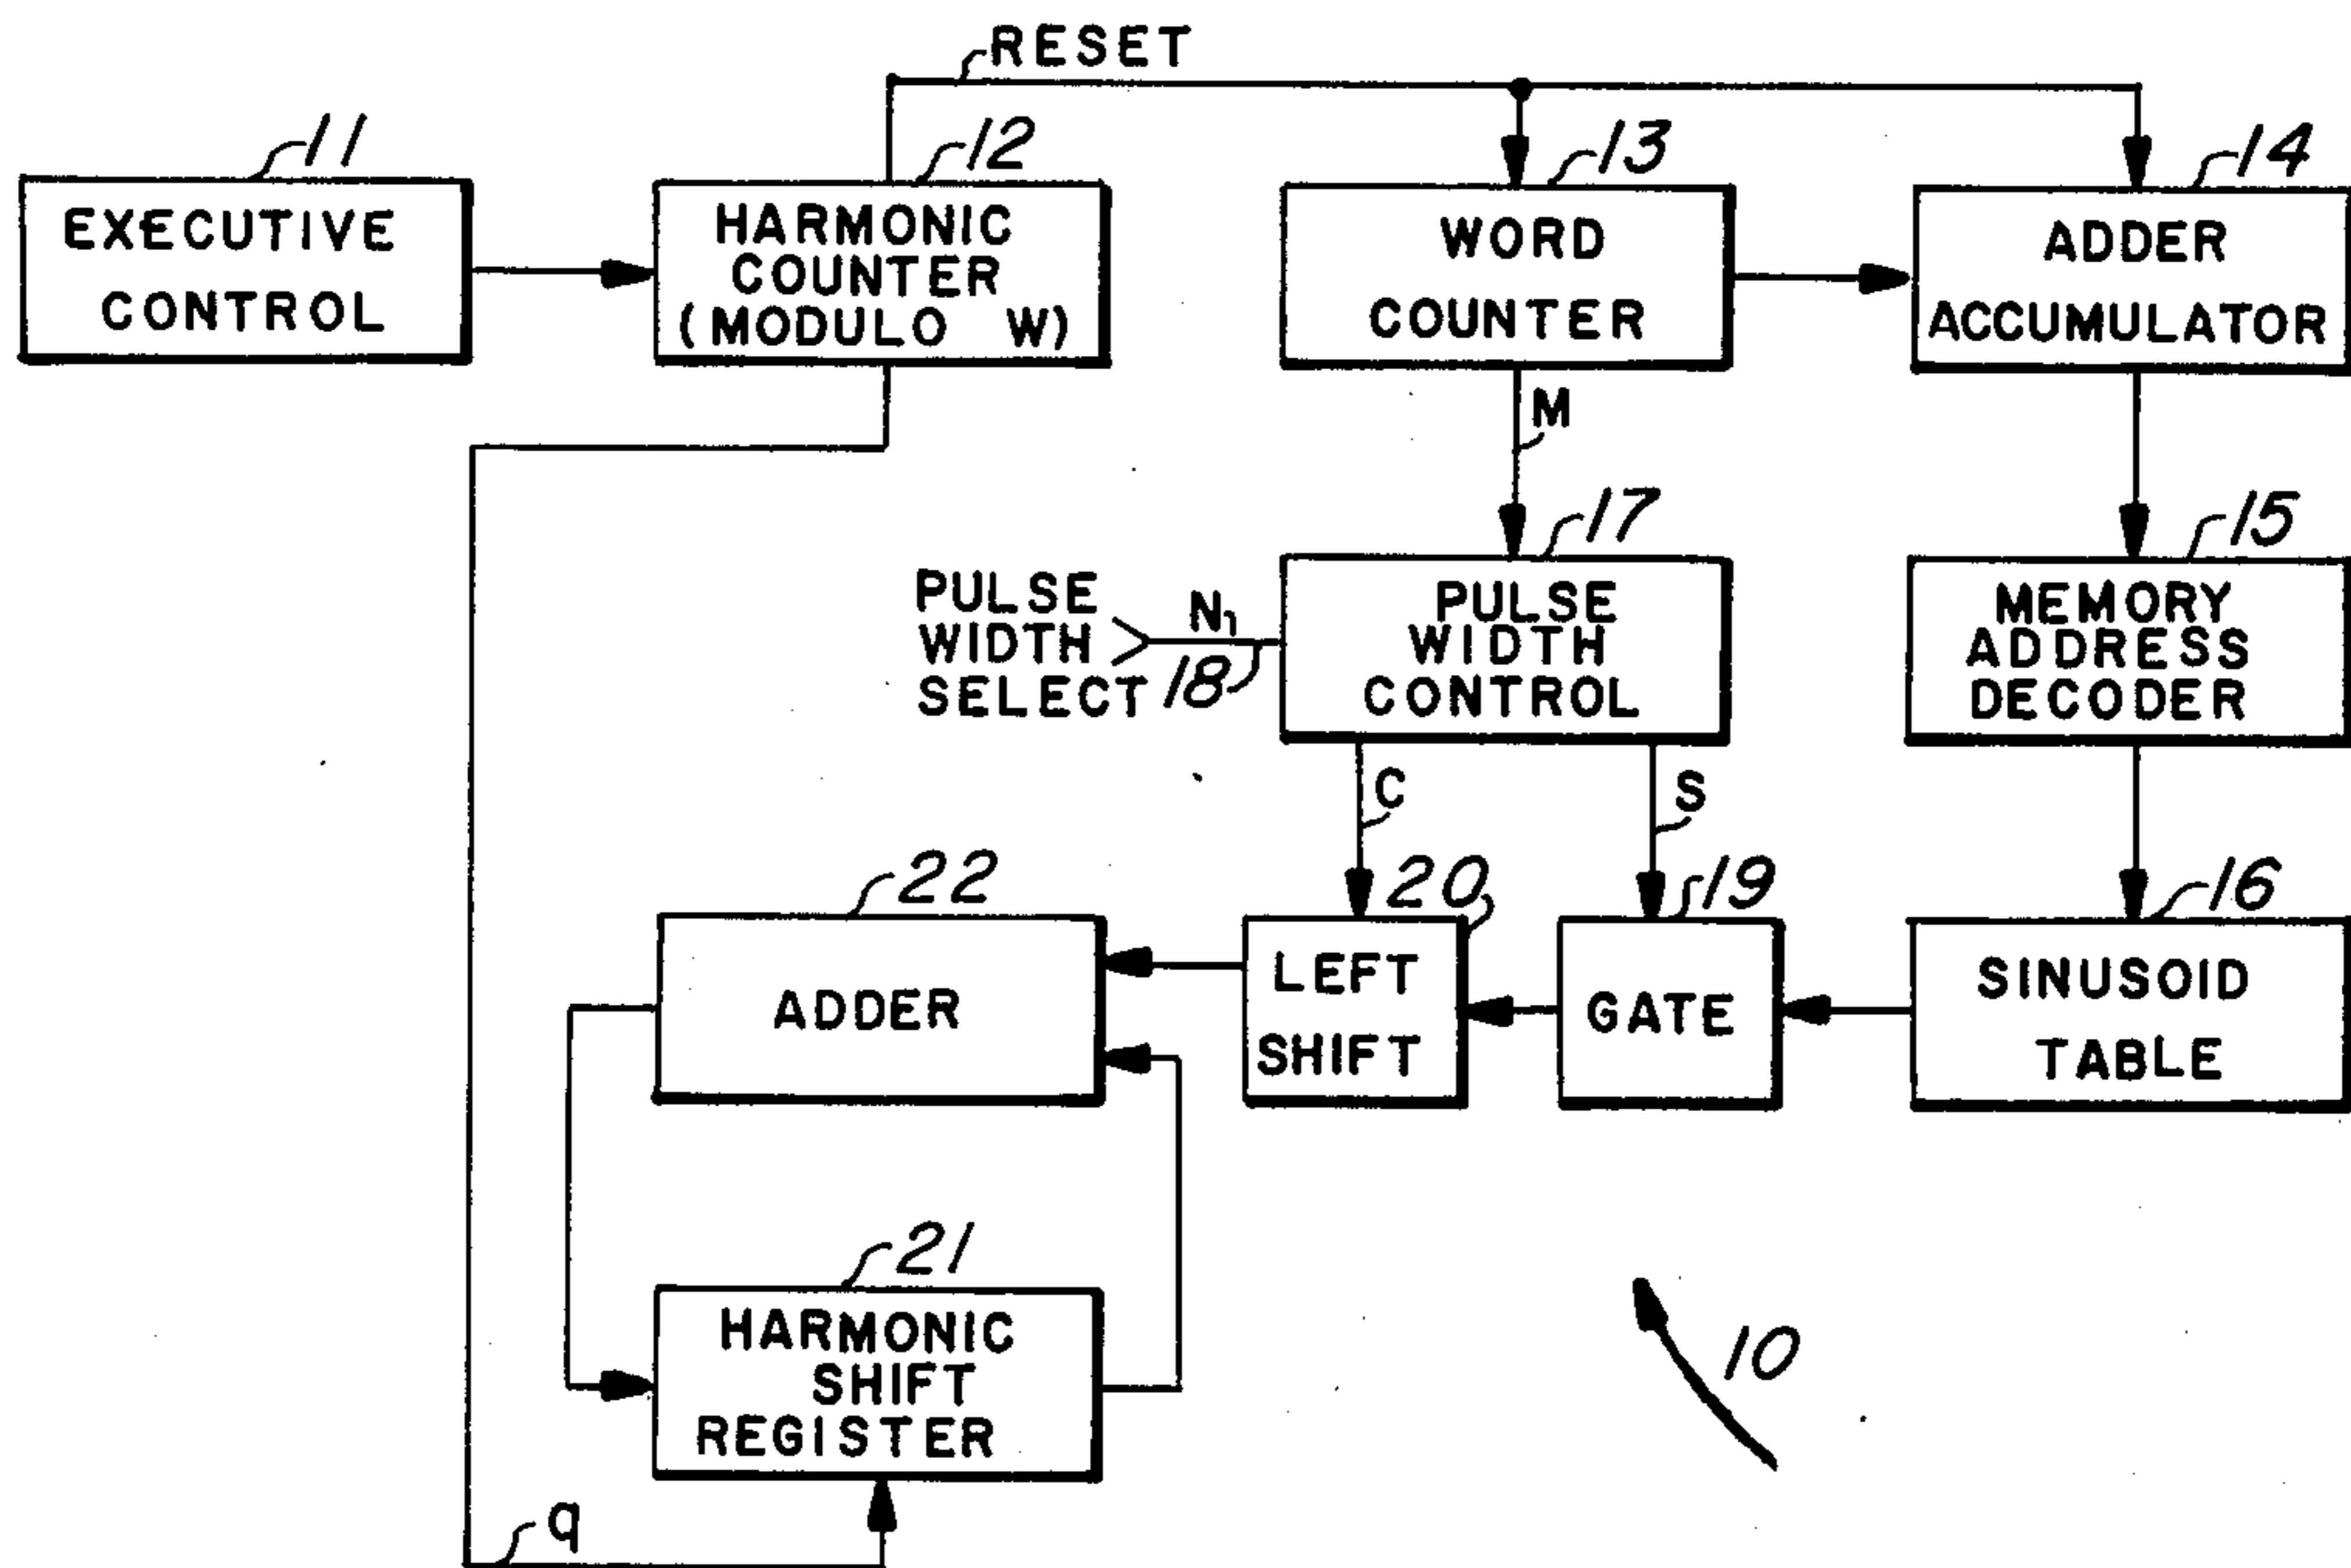 RESET
11
12
13
14
EXECUTIVE
CONTROL
HARMONIC
COUNTER
(MODULO W)
WORD
COUNTER
ADDER
ACCUMULATOR
M
17
15
PULSE
WIDTH
SELECT
N1
18
PULSE
WIDTH
CONTROL
MEMORY
ADDRESS
DECODER
C
S
22
20
19
16
ADDER
LEFT
SHIFT
GATE
SINUSOID
TABLE
21
HARMONIC
SHIFT
REGISTER
10
q